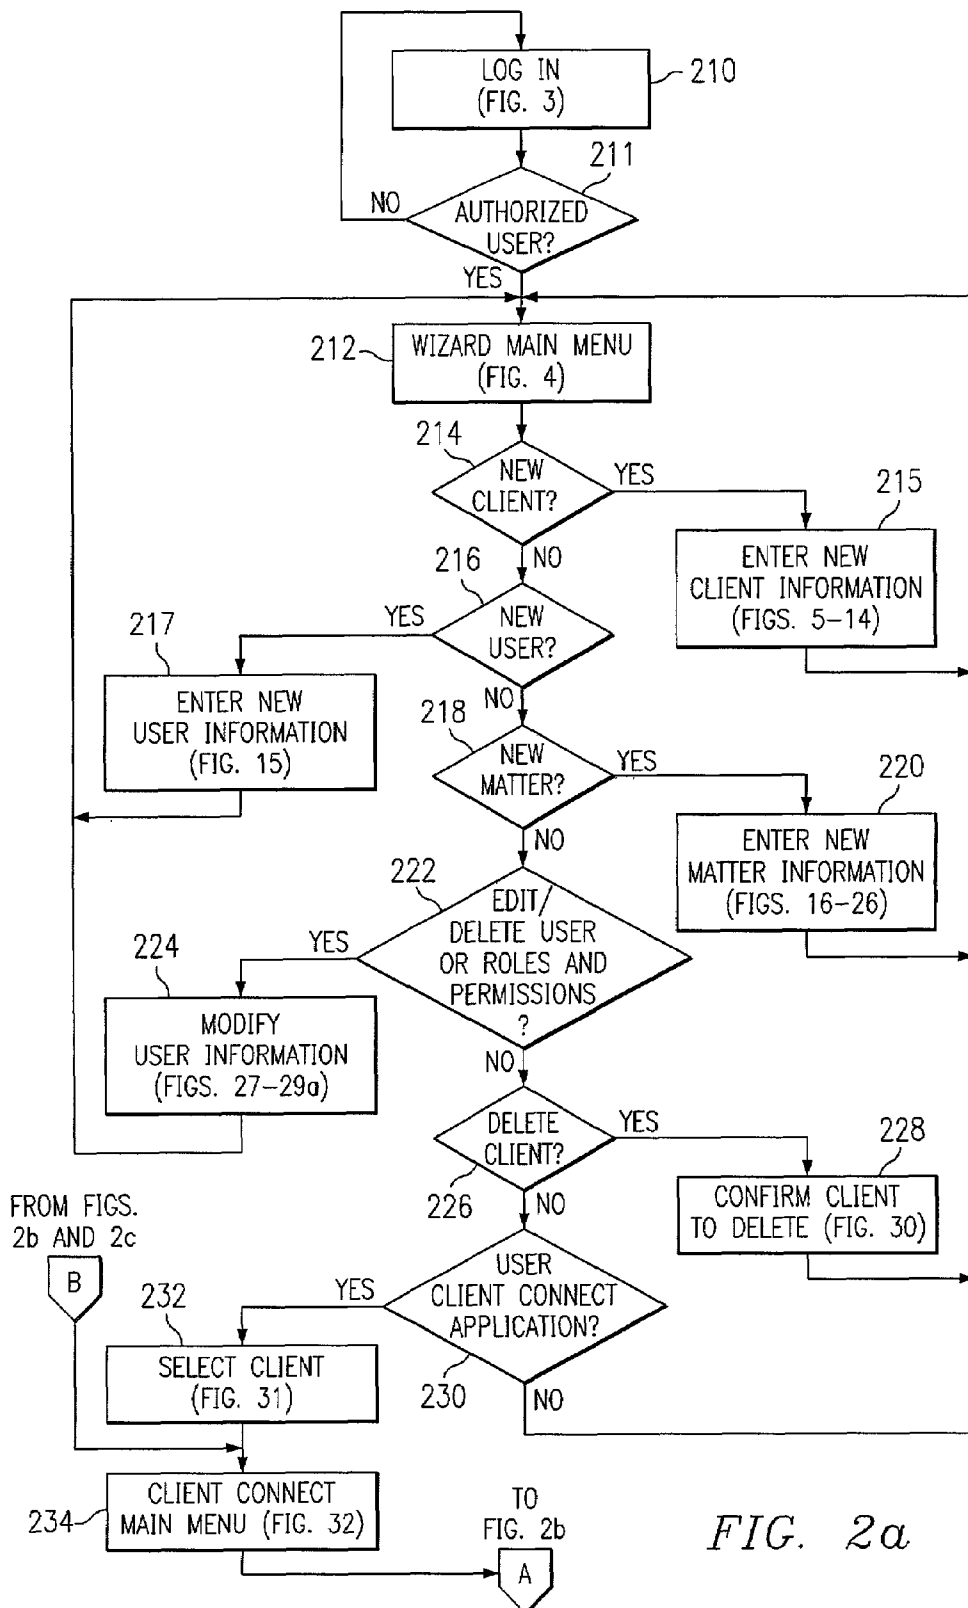 LOG IN
(FIG. 3)
210
211
NO
AUTHORIZED
USER?
YES
212
WIZARD MAIN MENU
(FIG. 4)
214
NEW
CLIENT?
YES
215
NO
ENTER NEW
CLIENT INFORMATION
(FIGS. 5-14)
216
NEW
USER?
YES
217
NO
ENTER NEW
USER INFORMATION
(FIG. 15)
218
NEW
MATTER?
YES
220
NO
ENTER NEW
MATTER INFORMATION
(FIGS. 16-26)
222
EDIT/
DELETE USER
OR ROLES AND
PERMISSIONS
?
YES
224
NO
MODIFY
USER INFORMATION
(FIGS. 27-29a)
DELETE
CLIENT?
YES
226
NO
228
CONFIRM CLIENT
TO DELETE (FIG. 30)
FROM FIGS.
2b AND 2c
B
USER
CLIENT CONNECT
APPLICATION?
YES
230
NO
232
SELECT CLIENT
(FIG. 31)
234
CLIENT CONNECT
MAIN MENU (FIG. 32)
TO
FIG. 2b
A
FIG. 2a